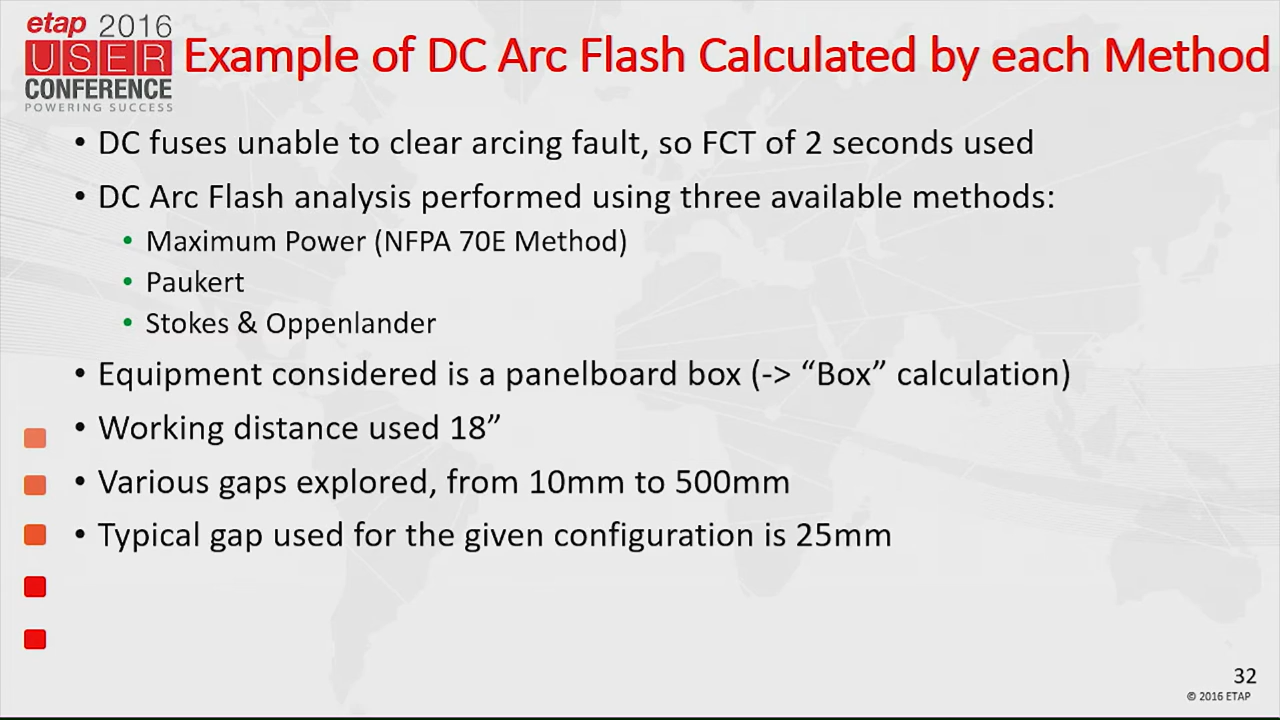 etap 2016
USER
CONFERENCE
POWERING SUCCESS
Example of DC Arc Flash Calculated by each Method
• DC fuses unable to clear arcing fault, so FCT of 2 seconds used
• DC Arc Flash analysis performed using three available methods:
• Maximum Power (NFPA 70E Method)
• Paukert
• Stokes & Oppenlander
• Equipment considered is a panelboard box (-> “Box” calculation)
• Working distance used 18”
• Various gaps explored, from 10mm to 500mm
• Typical gap used for the given configuration is 25mm
32
© 2016 ETAP